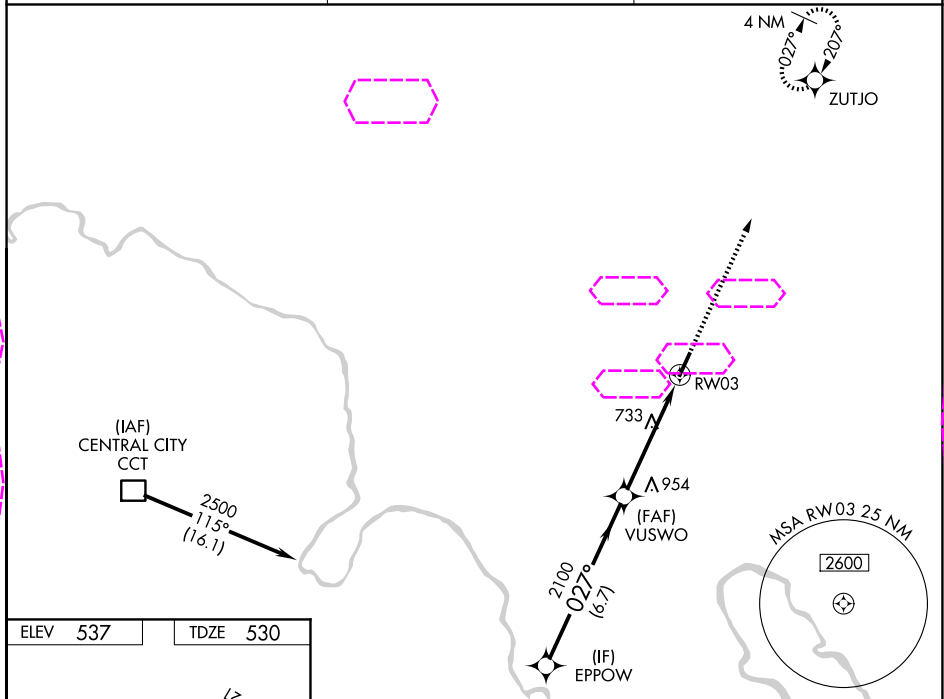 4 NM
027°
207°
ZUTJO
RW03
733
(IAF)
CENTRAL CITY
CCT
2500
115°
(16.1)
954
(FAF)
VUSWO
MSA RW03 25 NM
2600
2100
027°
(6.7)
(IF)
EPPOW
ELEV 537
TDZE 530